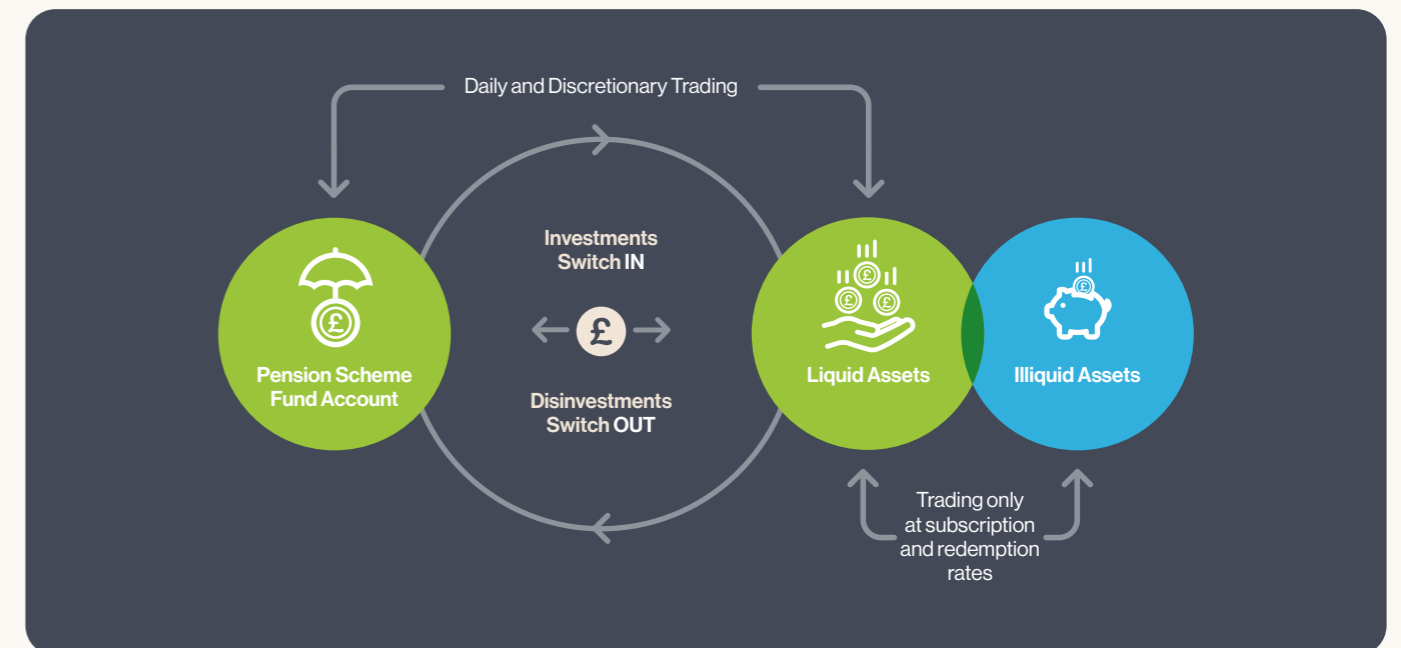 Daily and Discretionary Trading
Investments
Switch IN
£
Disinvestments
Switch OUT
£
Pension Scheme
Fund Account
£
£
£
Liquid Assets
£
Illiquid Assets
Trading only
at subscription
and redemption
rates